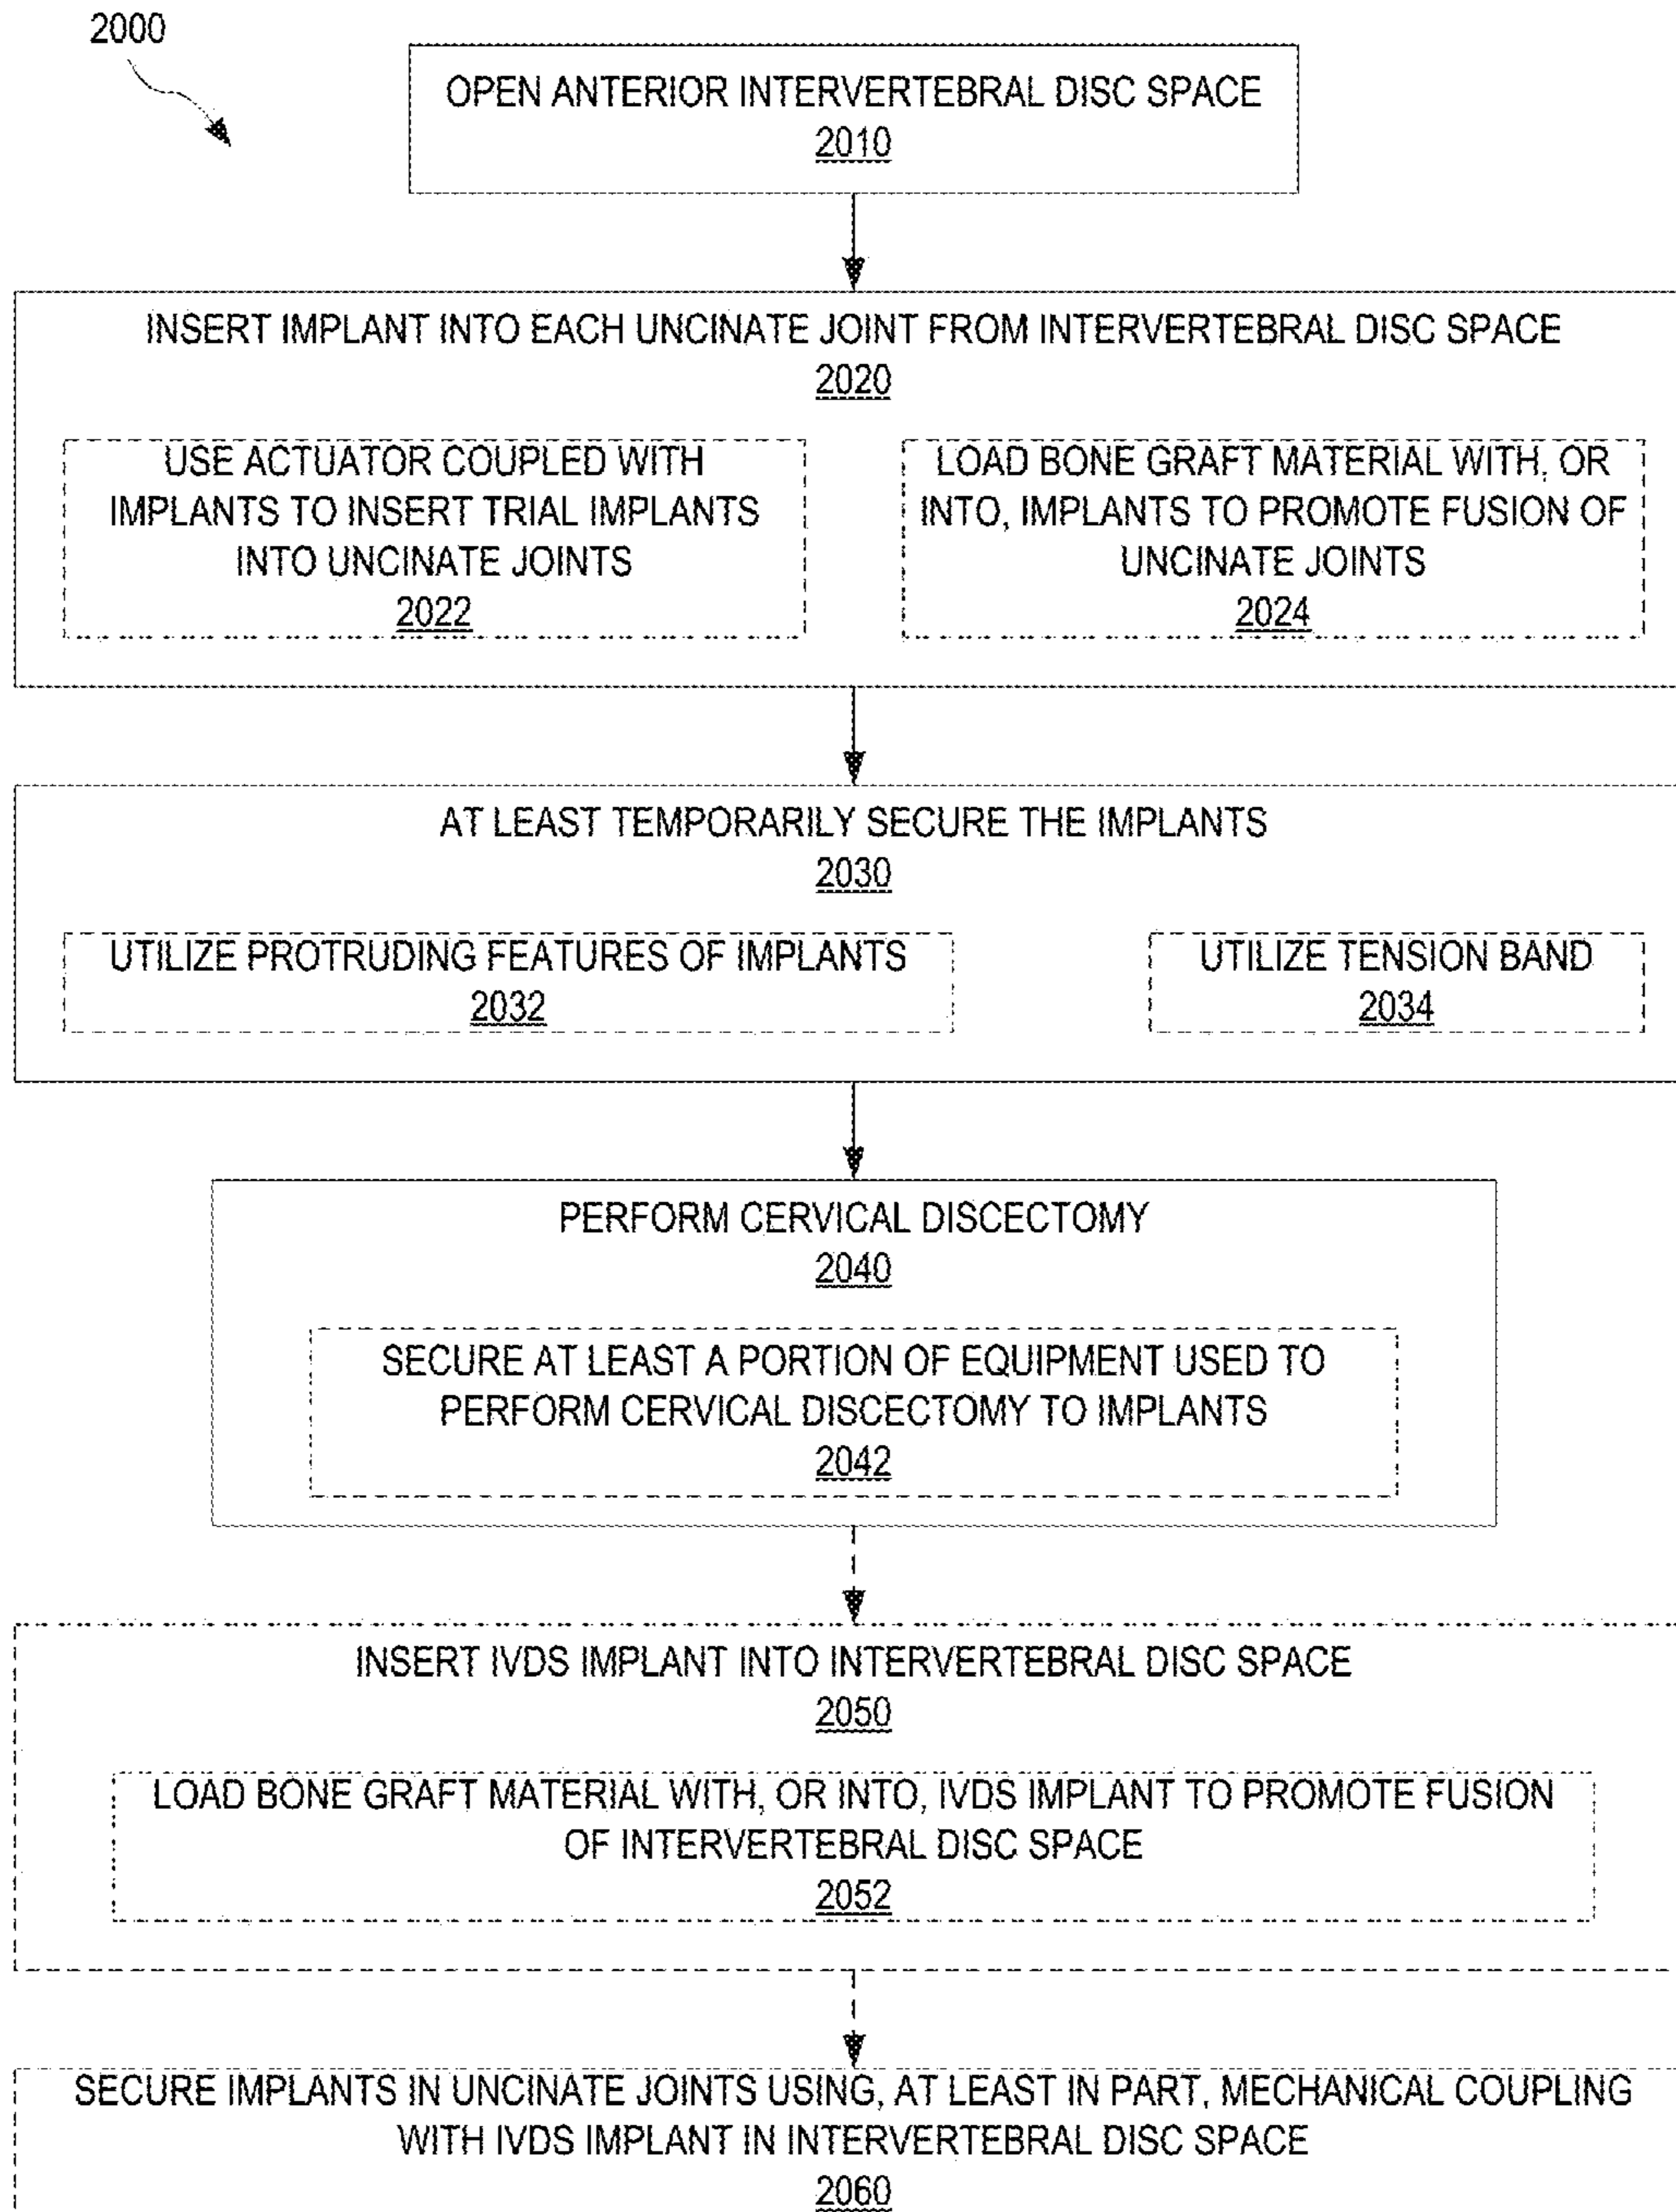 2000
OPEN ANTERIOR INTERVERTEBRAL DISC SPACE
2010
INSERT IMPLANT INTO EACH UNCINATE JOINT FROM INTERVERTEBRAL DISC SPACE
2020
USE ACTUATOR COUPLED WITH
IMPLANTS TO INSERT TRIAL IMPLANTS
INTO UNCINATE JOINTS
2022
LOAD BONE GRAFT MATERIAL WITH, OR
INTO, IMPLANTS TO PROMOTE FUSION OF
UNCINATE JOINTS
2024
AT LEAST TEMPORARILY SECURE THE IMPLANTS
2030
UTILIZE PROTRUDING FEATURES OF IMPLANTS
2032
UTILIZE TENSION BAND
2034
PERFORM CERVICAL DISCECTOMY
2040
SECURE AT LEAST A PORTION OF EQUIPMENT USED TO
PERFORM CERVICAL DISCECTOMY TO IMPLANTS
2042
INSERT IVDS IMPLANT INTO INTERVERTEBRAL DISC SPACE
2050
LOAD BONE GRAFT MATERIAL WITH, OR INTO, IVDS IMPLANT TO PROMOTE FUSION
OF INTERVERTEBRAL DISC SPACE
2052
SECURE IMPLANTS IN UNCINATE JOINTS USING, AT LEAST IN PART, MECHANICAL COUPLING
WITH IVDS IMPLANT IN INTERVERTEBRAL DISC SPACE
2060